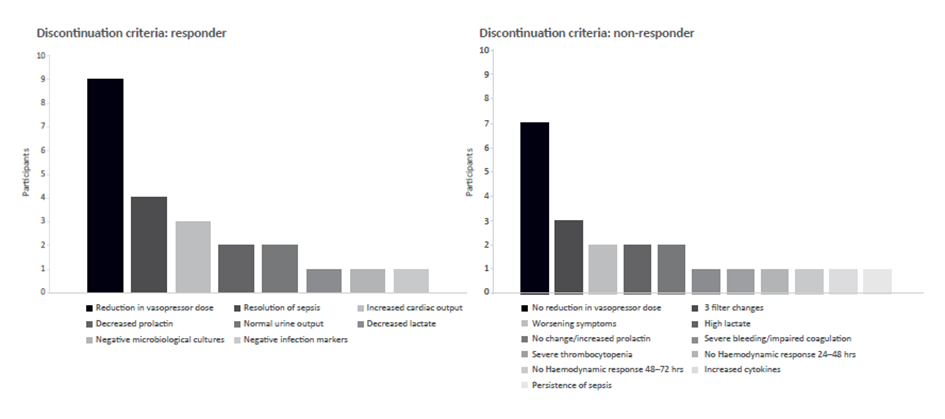 Discontinuation criteria: responder
10
9
8
7
6
5
4
3
2
1
0
Participants
Reduction in vasopressor dose
Resolution of sepsis
Increased cardiac output
Decreased prolactin
Normal urine output
Decreased lactate
Negative microbiological cultures
Negative infection markers
Discontinuation criteria: non-responder
10
9
8
7
6
5
4
3
2
1
0
Participants
No reduction in vasopressor dose
3 filter changes
Worsening symptoms
High lactate
No change/increased prolactin
Severe bleeding/impaired coagulation
Severe thrombocytopenia
No Haemodynamic response 24–48 hrs
No Haemodynamic response 48–72 hrs
Increased cytokines
Persistence of sepsis